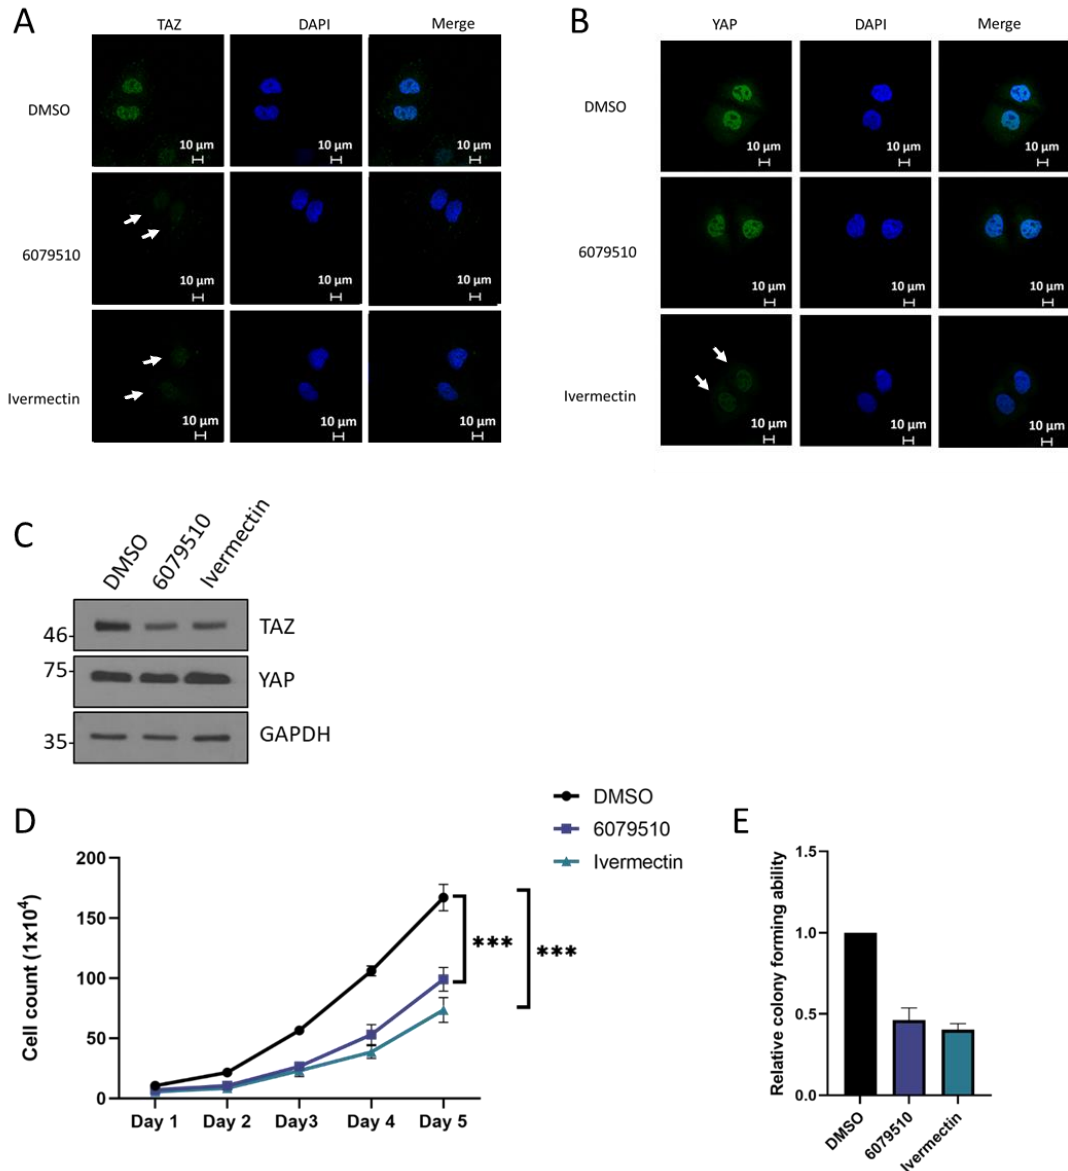 A
TAZ DAPI Merge
DMSO
10 µm 10 µm 10 µm
6079510
10 µm 10 µm 10 µm
Ivermectin
10 µm 10 µm 10 µm
B
YAP DAPI Merge
DMSO
10 µm 10 µm 10 µm
6079510
10 µm 10 µm 10 µm
Ivermectin
10 µm 10 µm 10 µm
C
DMSO 6079510 Ivermectin
46- TAZ
75- YAP
35- GAPDH
D
DMSO
6079510
Ivermectin
Cell count (1x10⁴)
200
150
100
50
0
Day 1 Day 2 Day3 Day 4 Day 5
*** ***
E
Relative colony forming ability
1.5
1.0
0.5
0.0
DMSO 6079510 Ivermectin